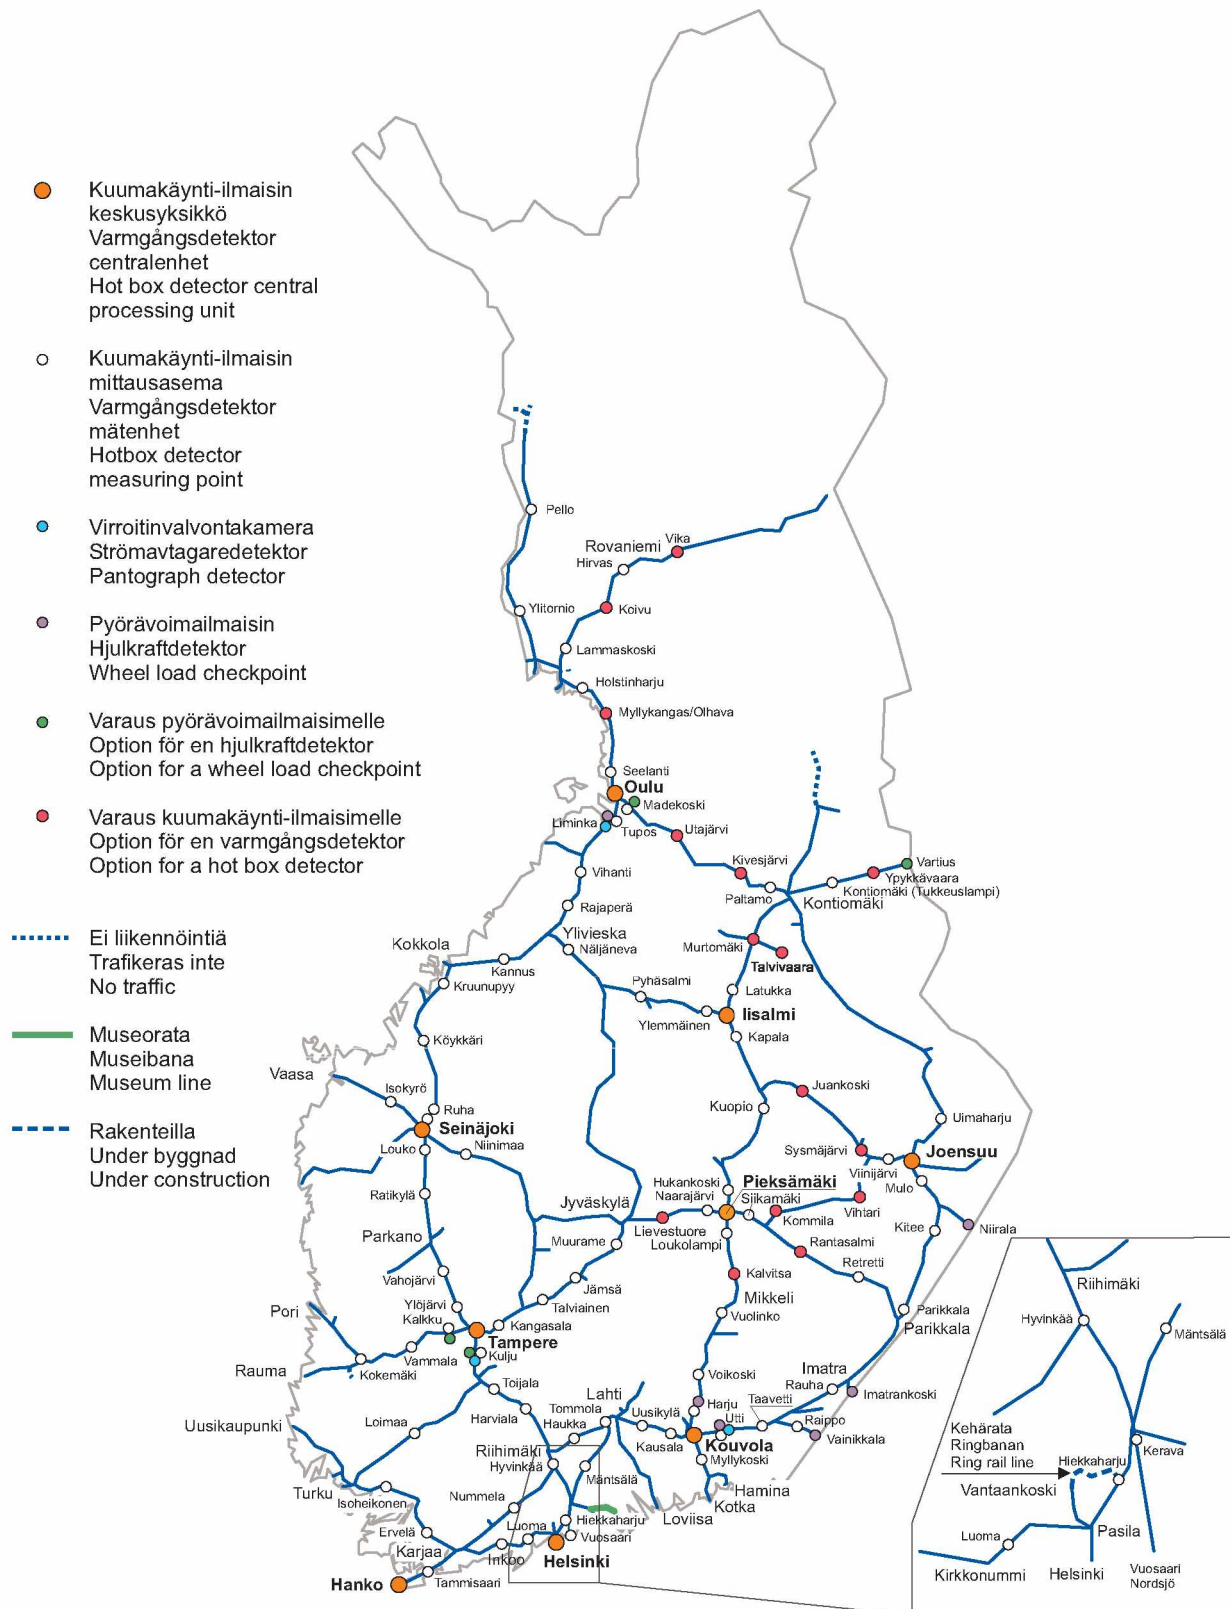 Kuumakäynti-ilmaisin
keskusyksikkö
Varmgångsdetektor
centralenhet
Hot box detector central
processing unit
Kuumakäynti-ilmaisin
mittausasema
Varmgångsdetektor
mätenhet
Hotbox detector
measuring point
Virroitinvalvontakamera
Strömavtagaredetektor
Pantograph detector
Pyörävoimailmaisin
Hjulkraftdetektor
Wheel load checkpoint
Varaus pyörävoimailmaisimelle
Option för en hjulkraftdetektor
Option for a wheel load checkpoint
Varaus kuumakäynti-ilmaisimelle
Option för en varmgångsdetektor
Option for a hot box detector
Ei liikennöintiä
Trafikeras inte
No traffic
Museorata
Museibana
Museum line
Rakenteilla
Under byggnad
Under construction
Pello
Vika
Rovaniemi
Hirvas
Ylitornio
Koivu
Lammaskoski
Holstinharju
Myllykangas/Olhava
Seelanti
Oulu
Madekoski
Liminka
Tupos
Utajärvi
Kivesjärvi
Vartius
Ypykkävaara
Kontiomäki (Tukkeuslampi)
Vihanti
Paltamo
Kontiomäki
Rajaperä
Ylivieska
Näljäneva
Kokkola
Murtomäki
Talvivaara
Kannus
Kruunupyy
Pyhäsalmi
Latukka
Ylemmäinen
Iisalmi
Kapala
Köykkäri
Vaasa
Isokyrö
Juankoski
Kuopio
Ruha
Uimaharju
Seinäjoki
Louko
Niinimaa
Sysmäjärvi
Joensuu
Viinijärvi
Mulo
Hukankoski
Pieksämäki
Naarajärvi
Siikamäki
Ratikylä
Jyväskylä
Vihtari
Kommila
Lievestuore
Loukolampi
Kitee
Niirala
Parkano
Muurame
Rantasalmi
Retretti
Vahojärvi
Kalvitsa
Jämsä
Talviainen
Mikkeli
Vuolinko
Parikkala
Parikkala
Pori
Ylöjärvi
Kalkku
Kangasala
Tampere
Kulju
Vammala
Rauma
Kokemäki
Toijala
Voikoski
Imatra
Rauha
Imatrankoski
Lahti
Taavetti
Harju
Tommola
Uusikylä
Utti
Raippo
Uusikaupunki
Loimaa
Harviala
Haukka
Kausala
Kouvola
Vainikkala
Riihimäki
Hyvinkää
Myllykoski
Mäntsälä
Hamina
Kotka
Turku
Isoheikonen
Nummela
Loviisa
Hiekkaharju
Luoma
Vuosaari
Ervelä
Karjaa
Inkoo
Helsinki
Hanko
Tammisaari
Riihimäki
Hyvinkää
Mäntsälä
Kehärata
Ringbanan
Ring rail line
Kerava
Hiekkaharju
Vantaankoski
Luoma
Pasila
Kirkkonummi
Helsinki
Vuosaari
Nordsjö